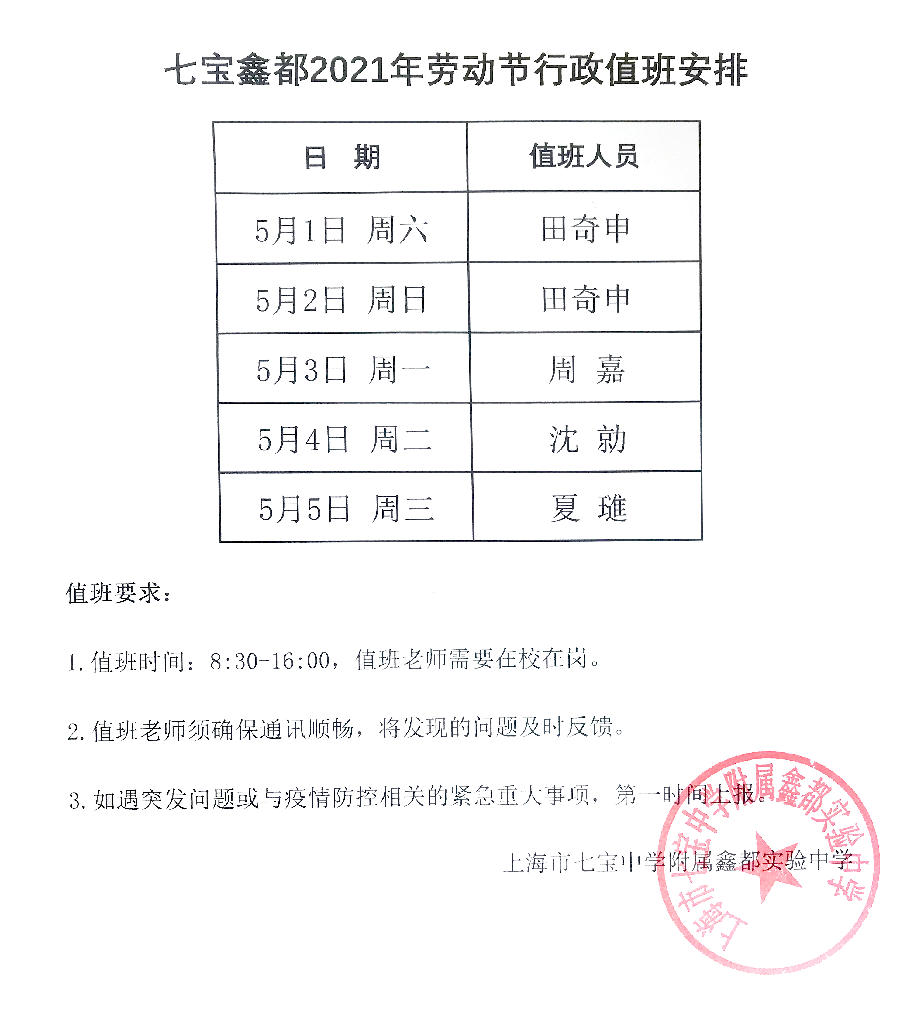 七宝鑫都2021年劳动节行政值班安排
日 期 值班人员
5月1日 周六 田奇申
5月2日 周日 田奇申
5月3日 周一 周 嘉
5月4日 周二 沈 勍
5月5日 周三 夏 琟
值班要求：
1.值班时间：8:30-16:00，值班老师需要在校在岗。
2.值班老师须确保通讯顺畅，将发现的问题及时反馈。
3.如遇突发问题或与疫情防控相关的紧急重大事项，第一时间上报。
上海市七宝中学附属鑫都实验中学
上海市七宝中学附属鑫都实验中学